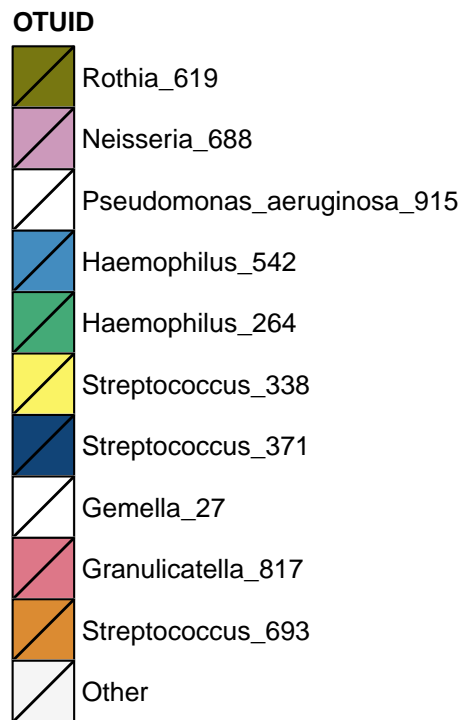 OTUID
Rothia_619
Neisseria_688
Pseudomonas_aeruginosa_915
Haemophilus_542
Haemophilus_264
Streptococcus_338
Streptococcus_371
Gemella_27
Granulicatella_817
Streptococcus_693
Other